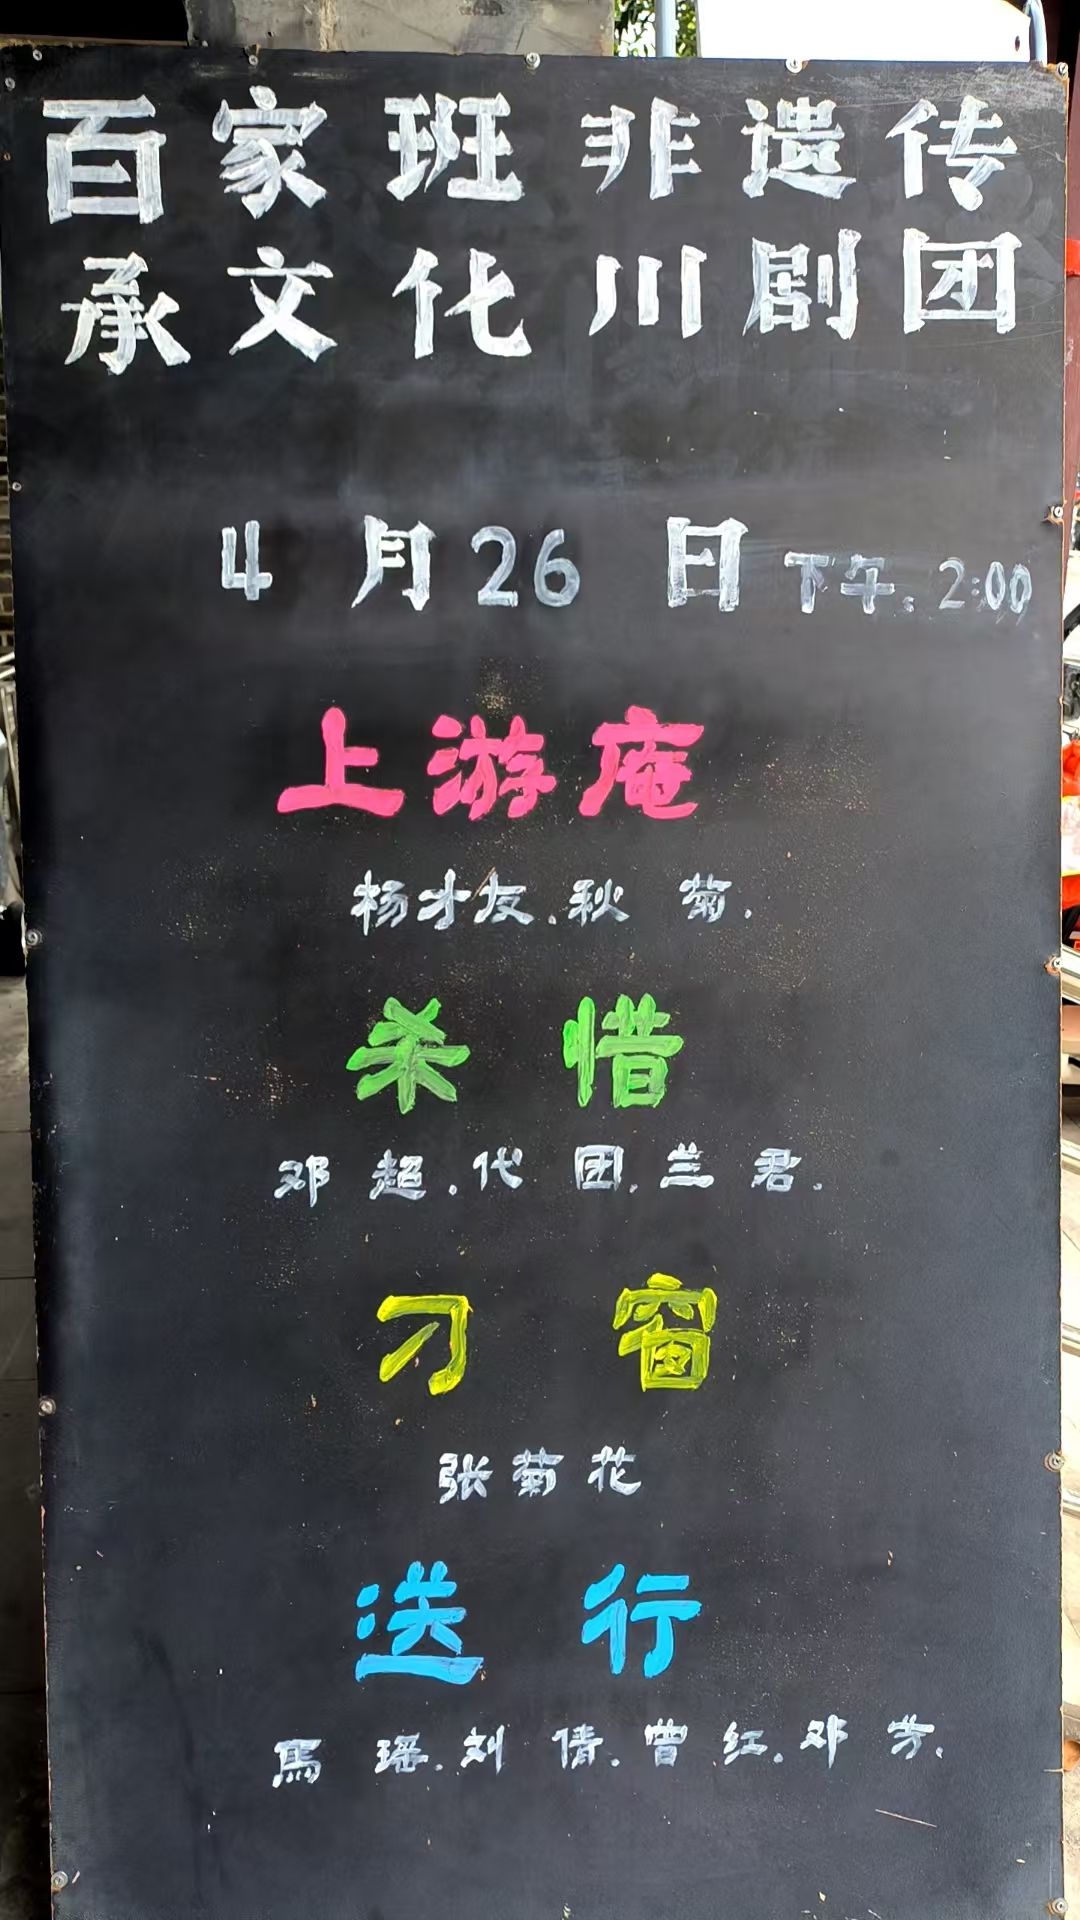 百家班非遗传
承文化川剧团
4月26日下午.2:00
上游庵
杨才友.秋菊.
杀惜
邓超.代团.兰君.
刁窗
张菊花
送行
馬瑶.刘倩.曾红.邓芳.